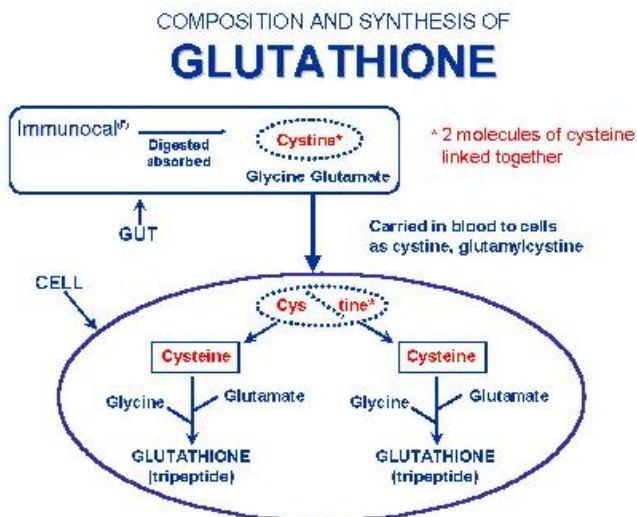 COMPOSITION AND SYNTHESIS OF
GLUTATHIONE
Immunocal
Digested
absorbed
Cystine*
Glycine Glutamate
* 2 molecules of cysteine
linked together
GUT
Carried in blood to cells
as cystine, glutamylcystine
CELL
Cys tine*
Cysteine
Cysteine
Glycine
Glutamate
Glycine
Glutamate
GLUTATHIONE
(tripeptide)
GLUTATHIONE
(tripeptide)